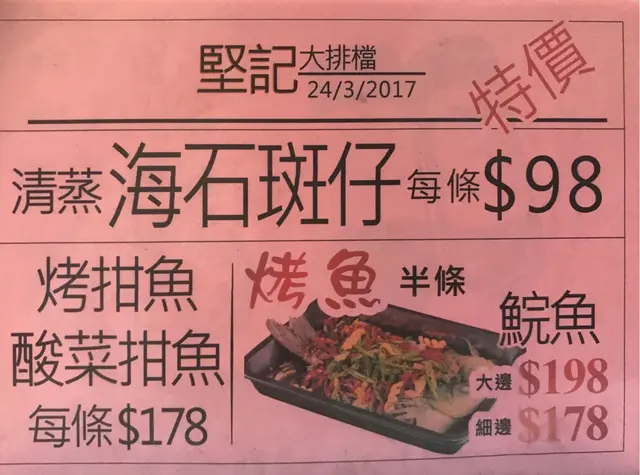 堅記大排檔
24/3/2017
特價
清蒸海石斑仔每條$98
烤拑魚
酸菜拑魚
每條$178
烤魚半條
鯇魚
大邊$198
細邊$178